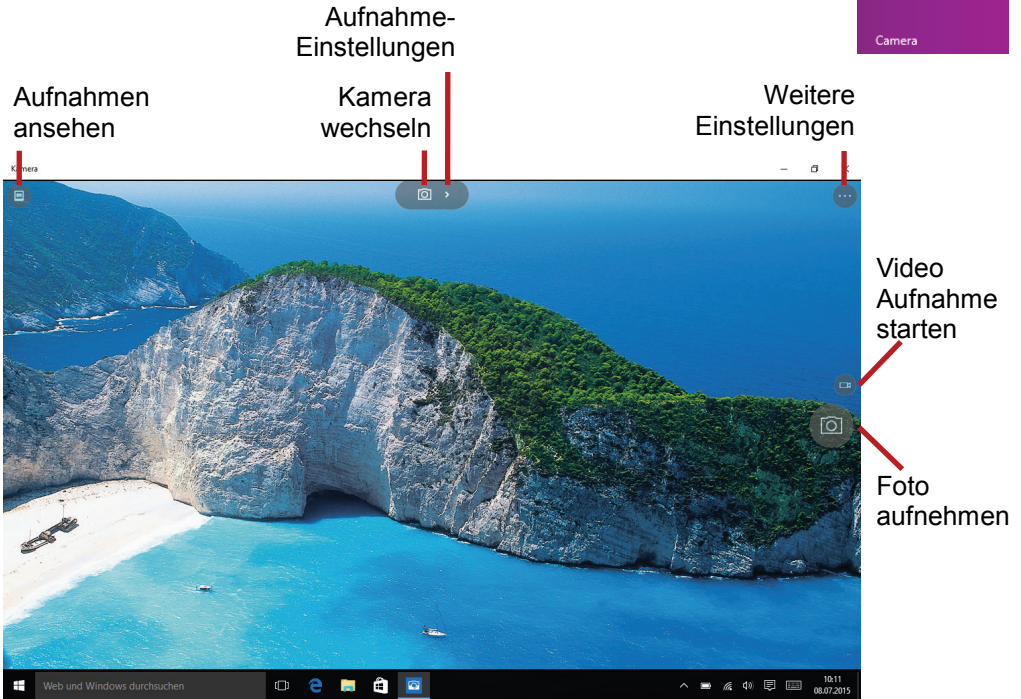 Aufnahme-
Einstellungen
Camera
Aufnahmen
ansehen
Kamera
wechseln
Weitere
Einstellungen
Kamera
Video
Aufnahme
starten
Foto
aufnehmen
Web und Windows durchsuchen
10:11
08.07.2015